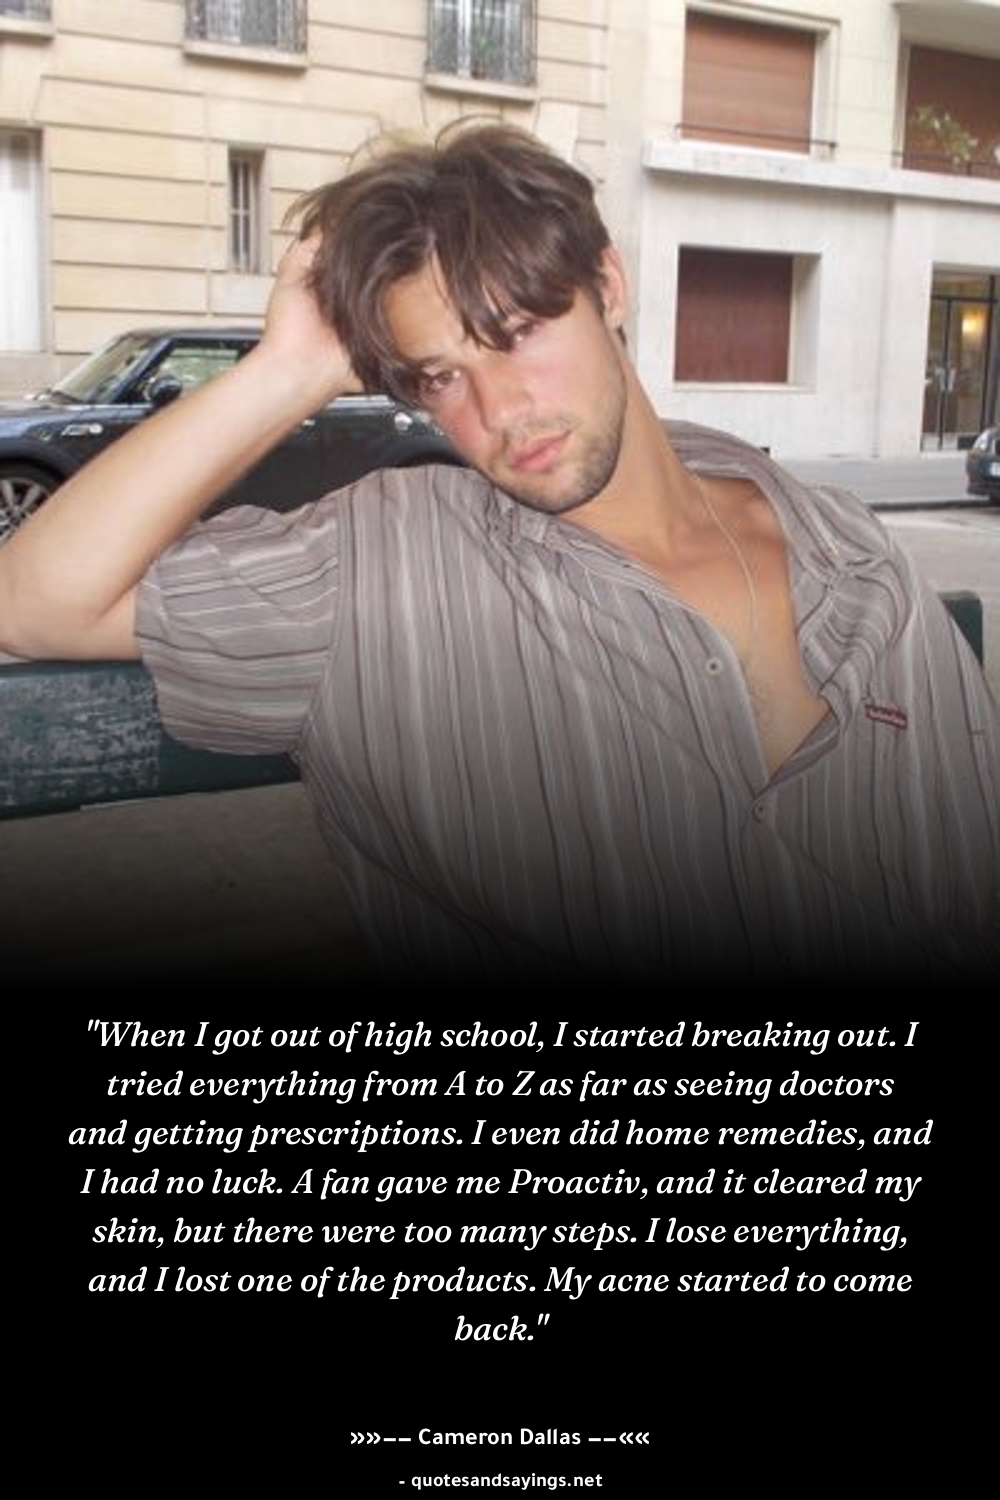 "When I got out of high school, I started breaking out. I
tried everything from A to Z as far as seeing doctors
and getting prescriptions. I even did home remedies, and
I had no luck. A fan gave me Proactiv, and it cleared my
skin, but there were too many steps. I lose everything,
and I lost one of the products. My acne started to come
back."
»»−− Cameron Dallas −−««
- quotesandsayings.net